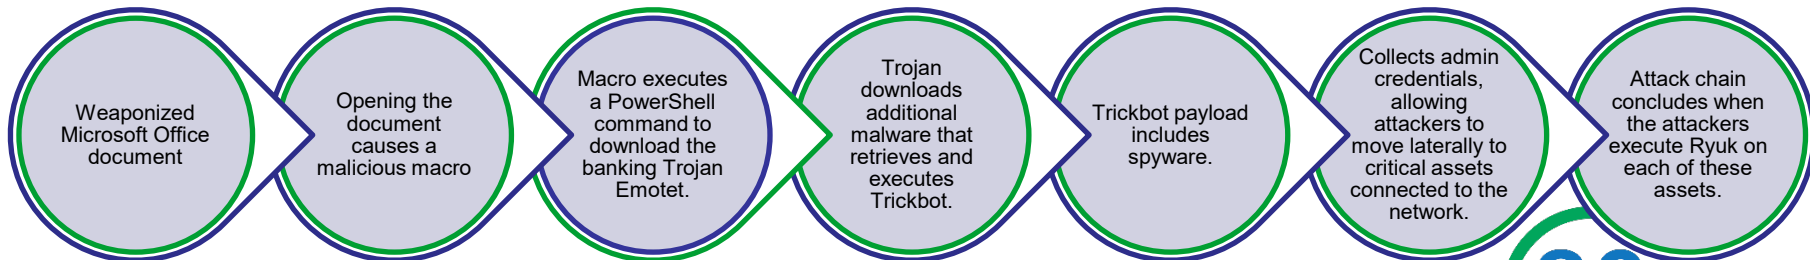 Weaponized
Microsoft Office
document
Opening the
document
causes a
malicious macro
Macro executes
a PowerShell
command to
download the
banking Trojan
Emotet.
Trojan
downloads
additional
malware that
retrieves and
executes
Trickbot.
Trickbot payload
includes
spyware.
Collects admin
credentials,
allowing
attackers to
move laterally to
critical assets
connected to the
network.
Attack chain
concludes when
the attackers
execute Ryuk on
each of these
assets.